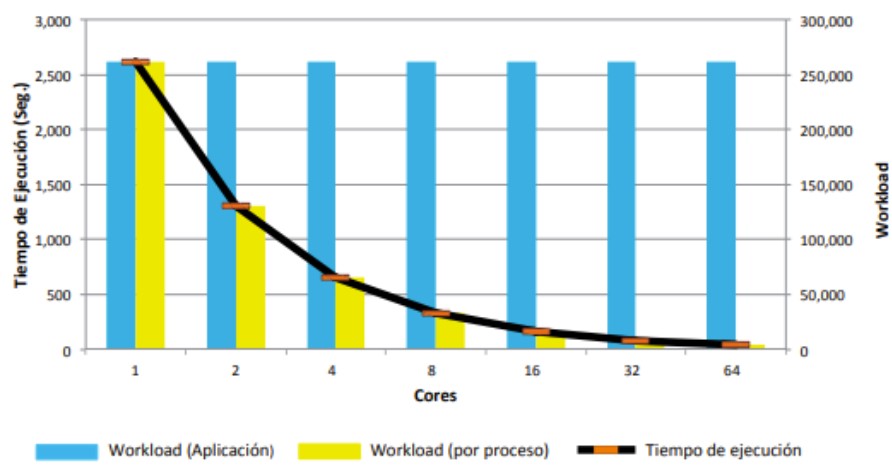 3,000
2,500
2,000
1,500
1,000
500
0
Tiempo de Ejecución (Seg.)
300,000
250,000
200,000
150,000
100,000
50,000
0
Workload
1 2 4 8 16 32 64
Cores
Workload (Aplicación) Workload (por proceso) Tiempo de ejecución